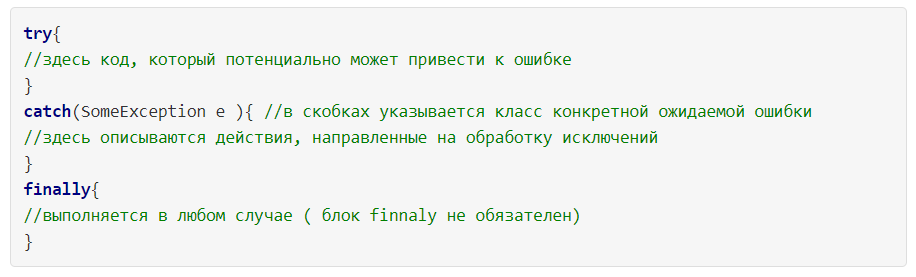 try{
//здесь код, который потенциально может привести к ошибке
}
catch(SomeException e ){ //в скобках указывается класс конкретной ожидаемой ошибки
//здесь описываются действия, направленные на обработку исключений
}
finally{
//выполняется в любом случае ( блок finnaly не обязателен)
}